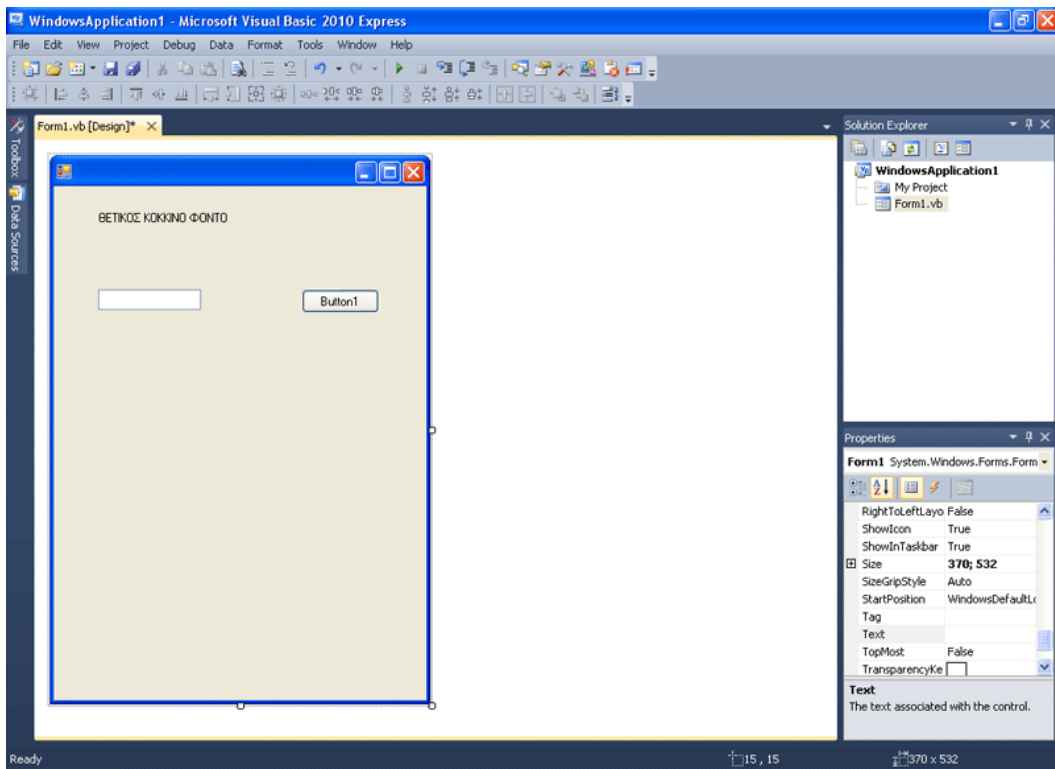 WindowsApplication1 - Microsoft Visual Basic 2010 Express
File Edit View Project Debug Data Format Tools Window Help
Toolbox
Data Sources
Form1.vb [Design]*
ΘΕΤΙΚΟΣ ΚΟΚΚΙΝΟ ΦΟΝΤΟ
Button1
Solution Explorer
WindowsApplication1
My Project
Form1.vb
Properties
Form1 System.Windows.Forms.Form
RightToLeftLayo False
ShowIcon True
ShowInTaskbar True
Size 370; 532
SizeGripStyle Auto
StartPosition WindowsDefaultLo
Tag
Text
TopMost False
TransparencyKe
Text
The text associated with the control.
Ready 15 , 15 370 x 532